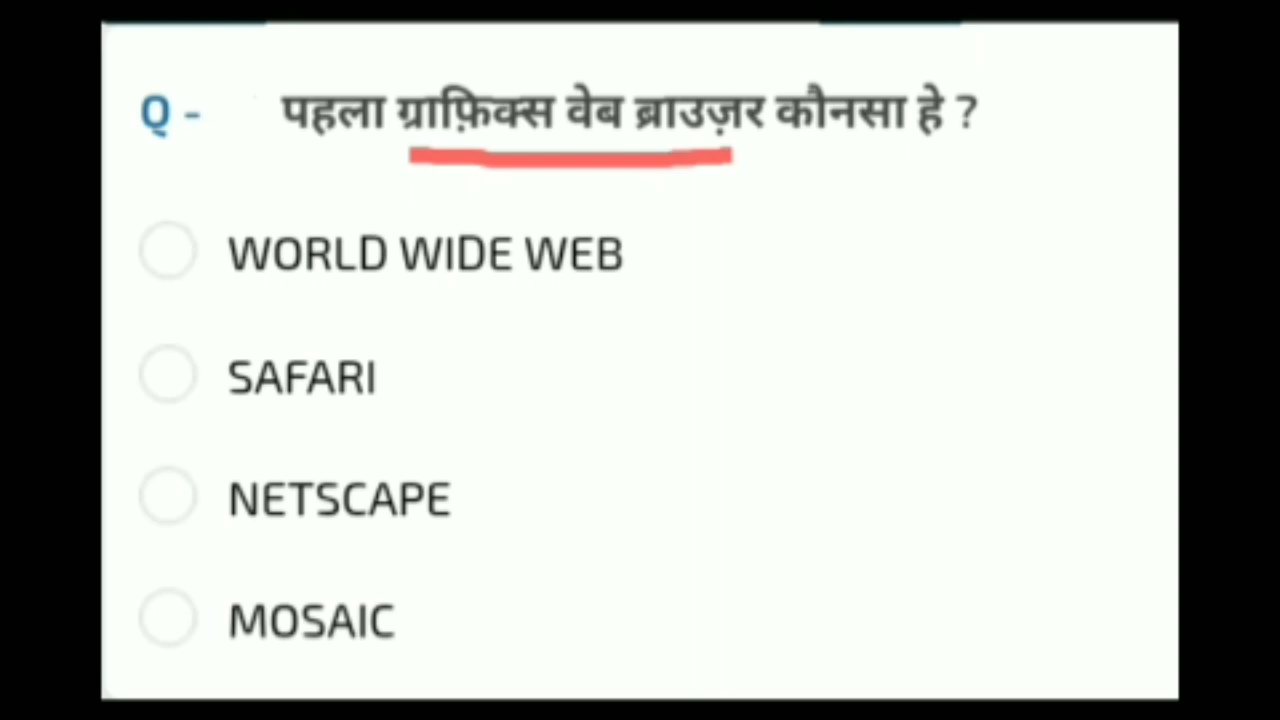 Q - पहला ग्राफ़िक्स वेब ब्राउज़र कौनसा हे ?
WORLD WIDE WEB
SAFARI
NETSCAPE
MOSAIC